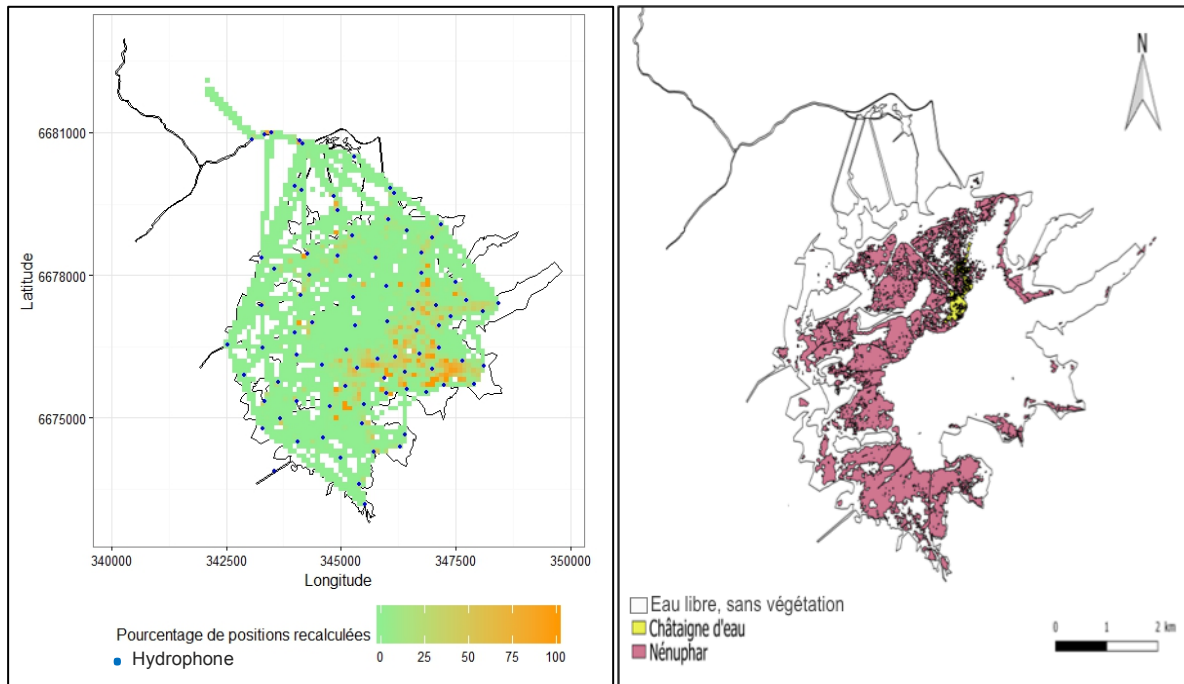 6681000
6678000
6675000
Latitude
340000 342500 345000 347500 350000
Longitude
Pourcentage de positions recalculées
0 25 50 75 100
Hydrophone
N
Eau libre, sans végétation
Châtaigne d'eau
Nénuphar
0 1 2 km